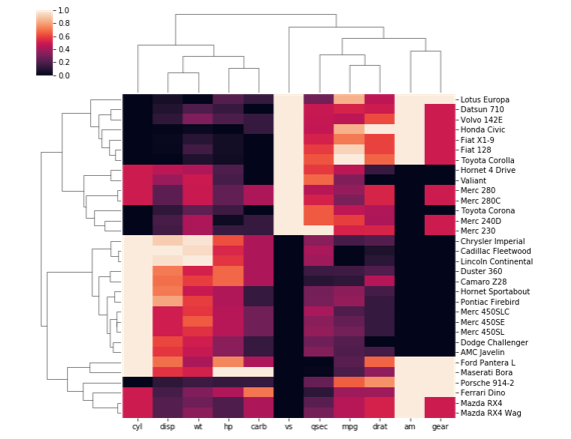 1.0
0.8
0.6
0.4
0.2
0.0
Lotus Europa
Datsun 710
Volvo 142E
Honda Civic
Fiat X1-9
Fiat 128
Toyota Corolla
Hornet 4 Drive
Valiant
Merc 280
Merc 280C
Toyota Corona
Merc 240D
Merc 230
Chrysler Imperial
Cadillac Fleetwood
Lincoln Continental
Duster 360
Camaro Z28
Hornet Sportabout
Pontiac Firebird
Merc 450SLC
Merc 450SE
Merc 450SL
Dodge Challenger
AMC Javelin
Ford Pantera L
Maserati Bora
Porsche 914-2
Ferrari Dino
Mazda RX4
Mazda RX4 Wag
cyl disp wt hp carb vs qsec mpg drat am gear